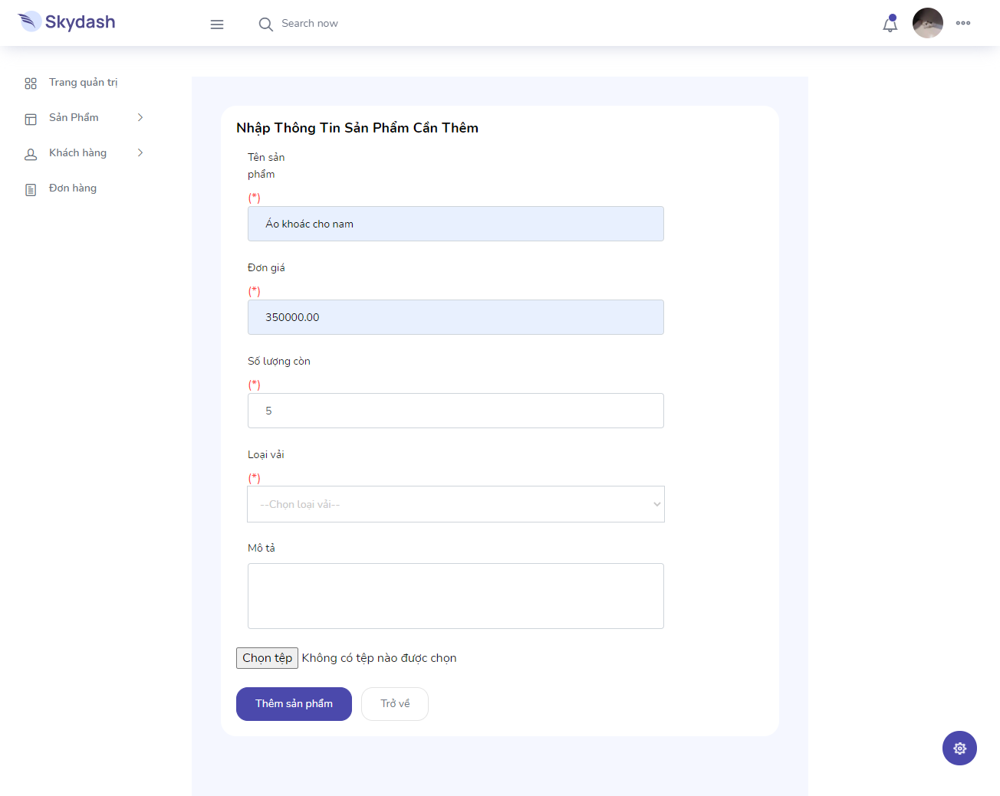 Skydash
Search now
Trang quản trị
Sản Phẩm
Khách hàng
Đơn hàng
Nhập Thông Tin Sản Phẩm Cần Thêm
Tên sản
phẩm
(*)
Áo khoác cho nam
Đơn giá
(*)
350000.00
Số lượng còn
(*)
5
Loại vải
(*)
--Chọn loại vải--
Mô tả
Chọn tệp Không có tệp nào được chọn
Thêm sản phẩm Trở về